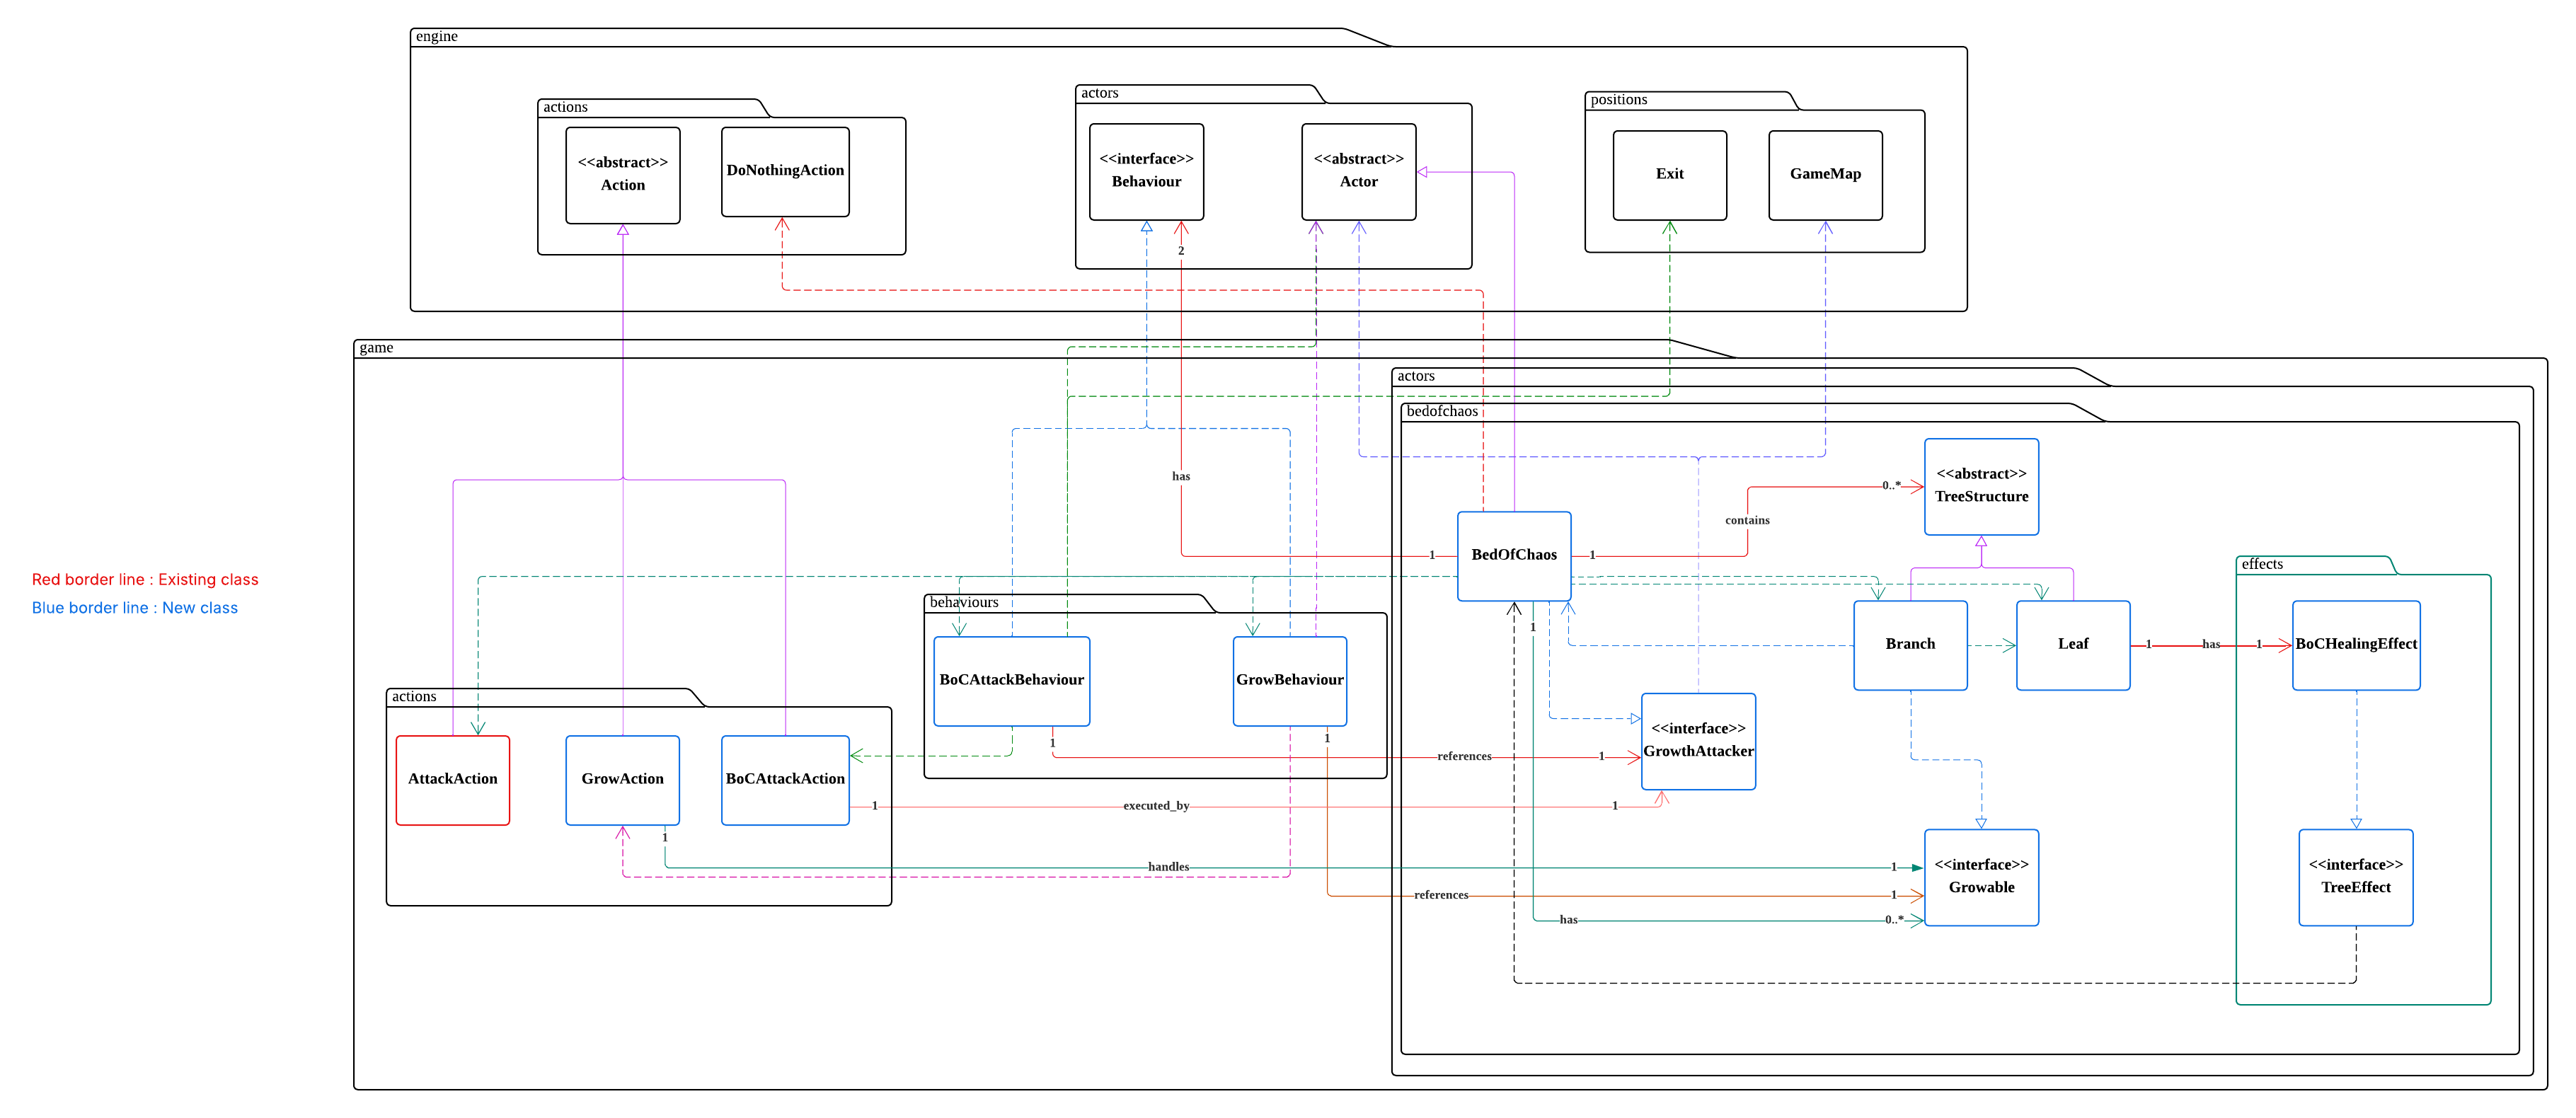 engine
actions
<<abstract>>
Action
DoNothingAction
actors
<<interface>>
Behaviour
<<abstract>>
Actor
2
positions
Exit
GameMap
game
actors
bedofchaos
has
<<abstract>>
TreeStructure
0..*
contains
BedOfChaos
1
1
1
Red border line : Existing class
Blue border line : New class
behaviours
BoCAttackBehaviour
GrowBehaviour
1
1
Branch
Leaf
1
has
1
effects
BoCHealingEffect
<<interface>>
GrowthAttacker
references
1
actions
AttackAction
GrowAction
BoCAttackAction
1
executed_by
1
1
handles
1
<<interface>>
Growable
references
1
has
0..*
<<interface>>
TreeEffect